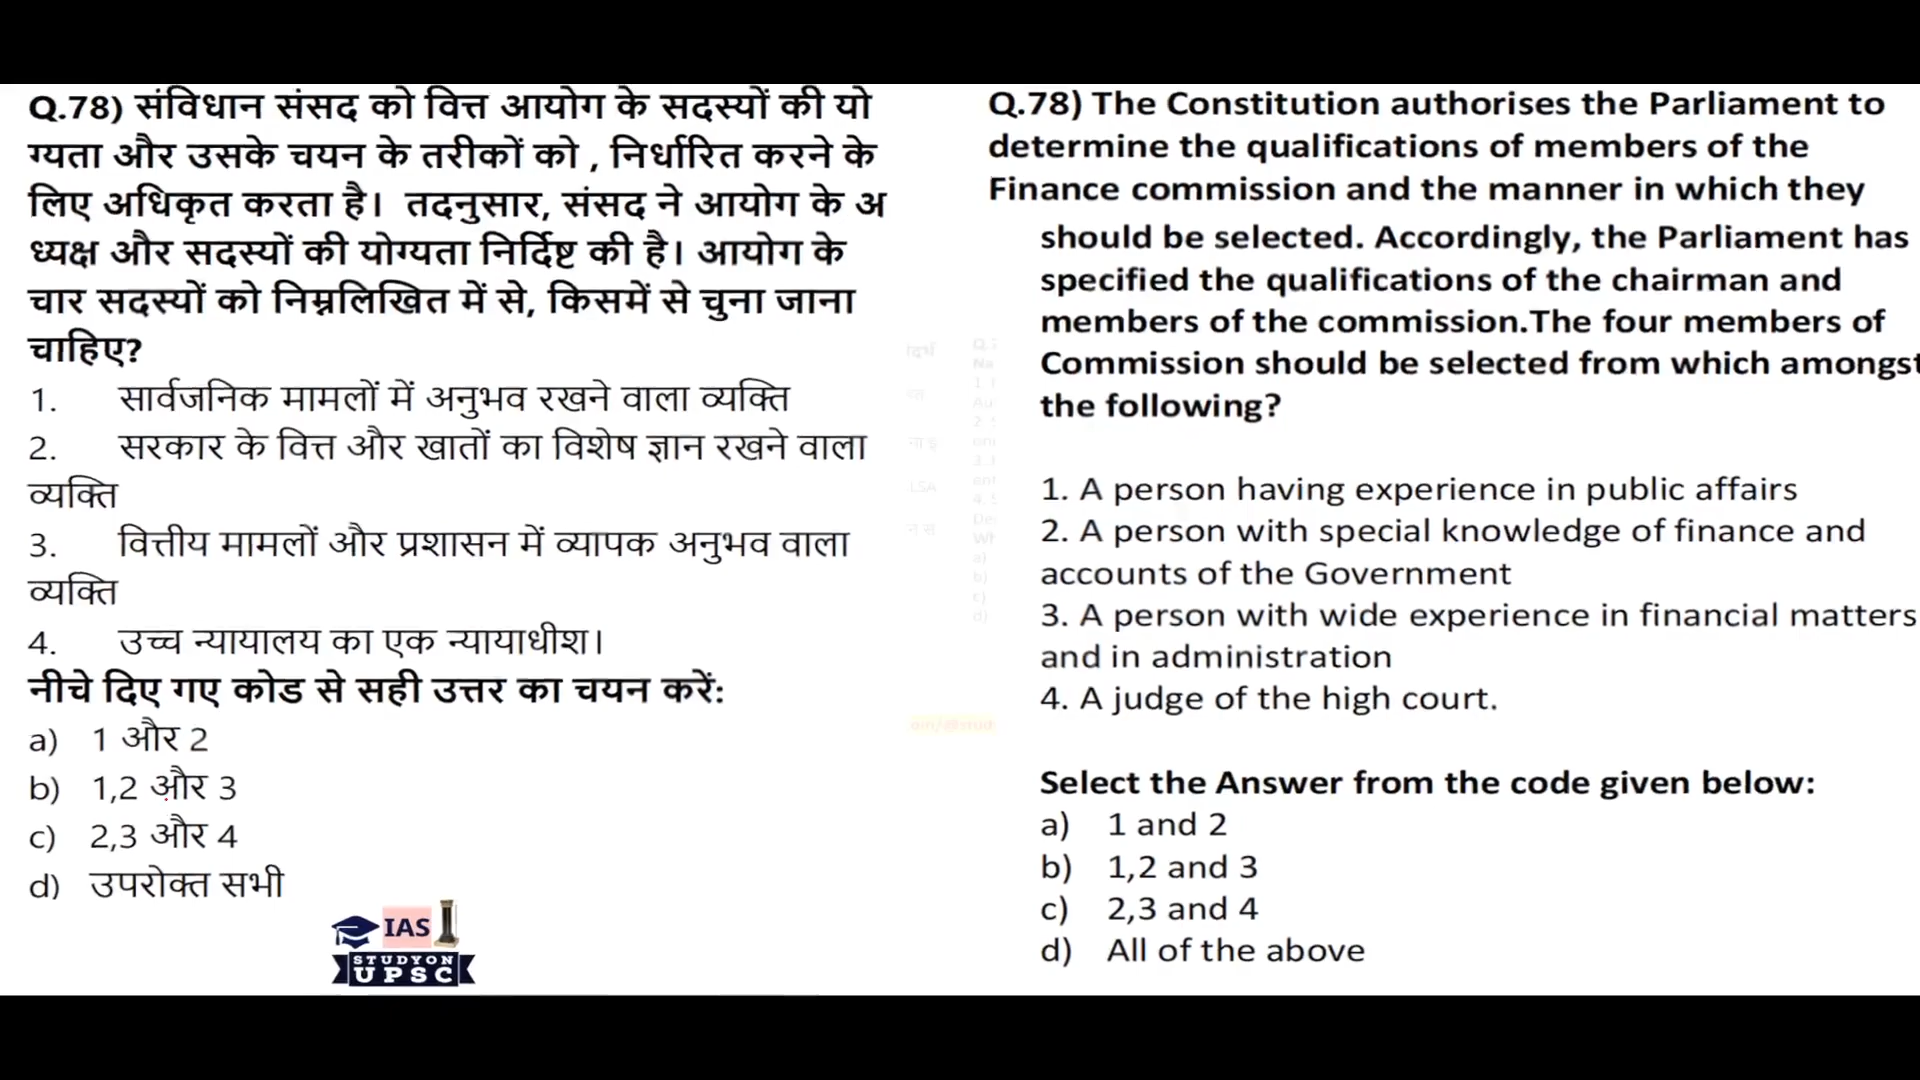 Q.78) संविधान संसद को वित्त आयोग के सदस्यों की यो
ग्यता और उसके चयन के तरीकों को , निर्धारित करने के
लिए अधिकृत करता है।  तदनुसार, संसद ने आयोग के अ
ध्यक्ष और सदस्यों की योग्यता निर्दिष्ट की है। आयोग के
चार सदस्यों को निम्नलिखित में से, किसमें से चुना जाना
चाहिए?
1. सार्वजनिक मामलों में अनुभव रखने वाला व्यक्ति
2. सरकार के वित्त और खातों का विशेष ज्ञान रखने वाला
व्यक्ति
3. वित्तीय मामलों और प्रशासन में व्यापक अनुभव वाला
व्यक्ति
4. उच्च न्यायालय का एक न्यायाधीश।
नीचे दिए गए कोड से सही उत्तर का चयन करें:
a) 1 और 2
b) 1,2 और 3
c) 2,3 और 4
d) उपरोक्त सभी
IAS
STUDYON
UPSC
Q.78) The Constitution authorises the Parliament to
determine the qualifications of members of the
Finance commission and the manner in which they
should be selected. Accordingly, the Parliament has
specified the qualifications of the chairman and
members of the commission.The four members of
Commission should be selected from which amongst
the following?
1. A person having experience in public affairs
2. A person with special knowledge of finance and
accounts of the Government
3. A person with wide experience in financial matters
and in administration
4. A judge of the high court.
Select the Answer from the code given below:
a) 1 and 2
b) 1,2 and 3
c) 2,3 and 4
d) All of the above